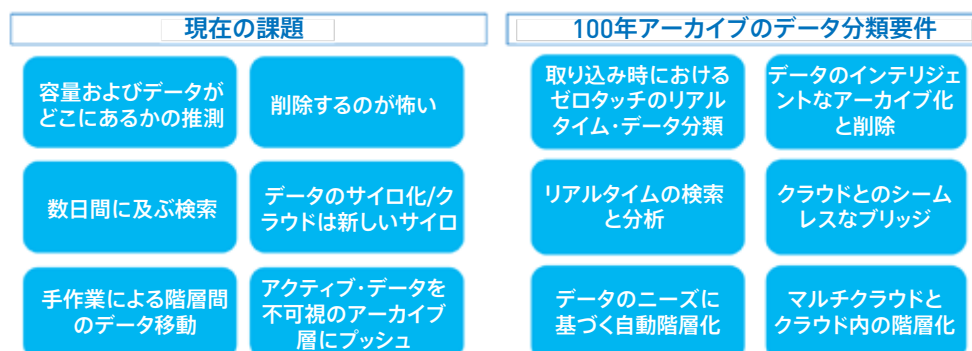 現在の課題
容量およびデータが
どこにあるかの推測
削除するのが怖い
数日間に及ぶ検索
データのサイロ化/ク
ラウドは新しいサイロ
手作業による階層間
のデータ移動
アクティブ・データを
不可視のアーカイブ
層にプッシュ
100年アーカイブのデータ分類要件
取り込み時における
ゼロタッチのリアル
タイム・データ分類
データのインテリジェ
ントなアーカイブ化
と削除
リアルタイムの検索
と分析
クラウドとのシーム
レスなブリッジ
データのニーズに
基づく自動階層化
マルチクラウドと
クラウド内の階層化